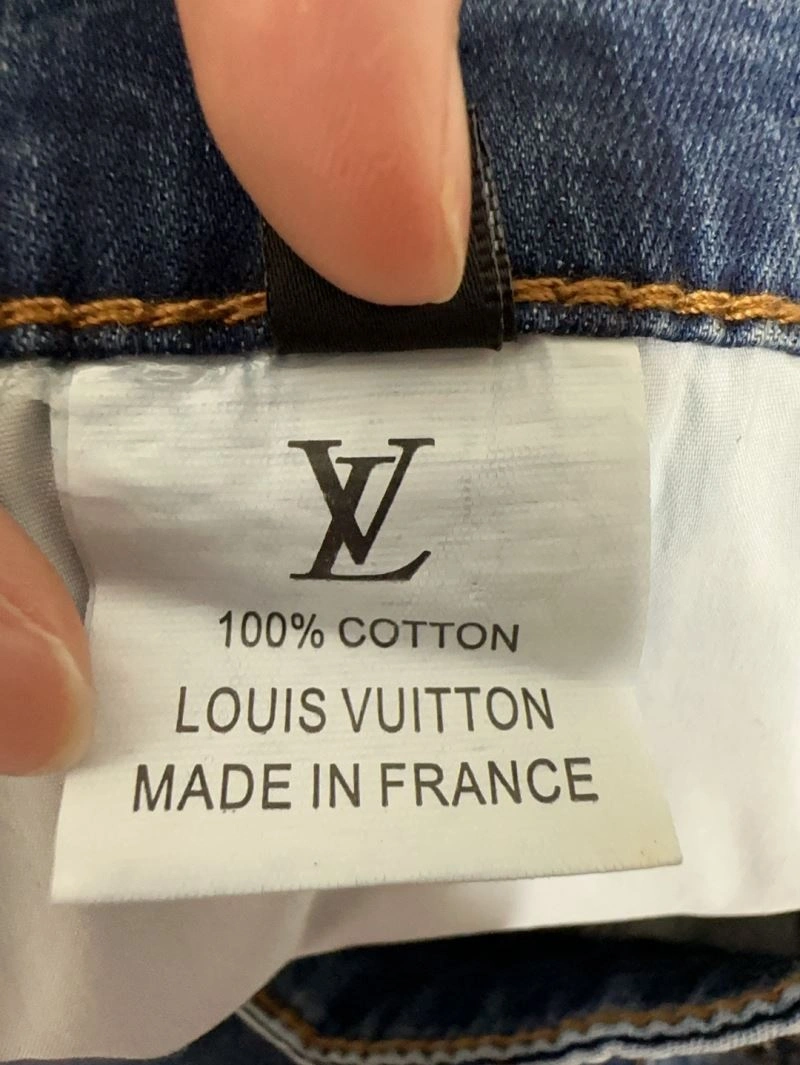 LV
100% COTTON
LOUIS VUITTON
MADE IN FRANCE